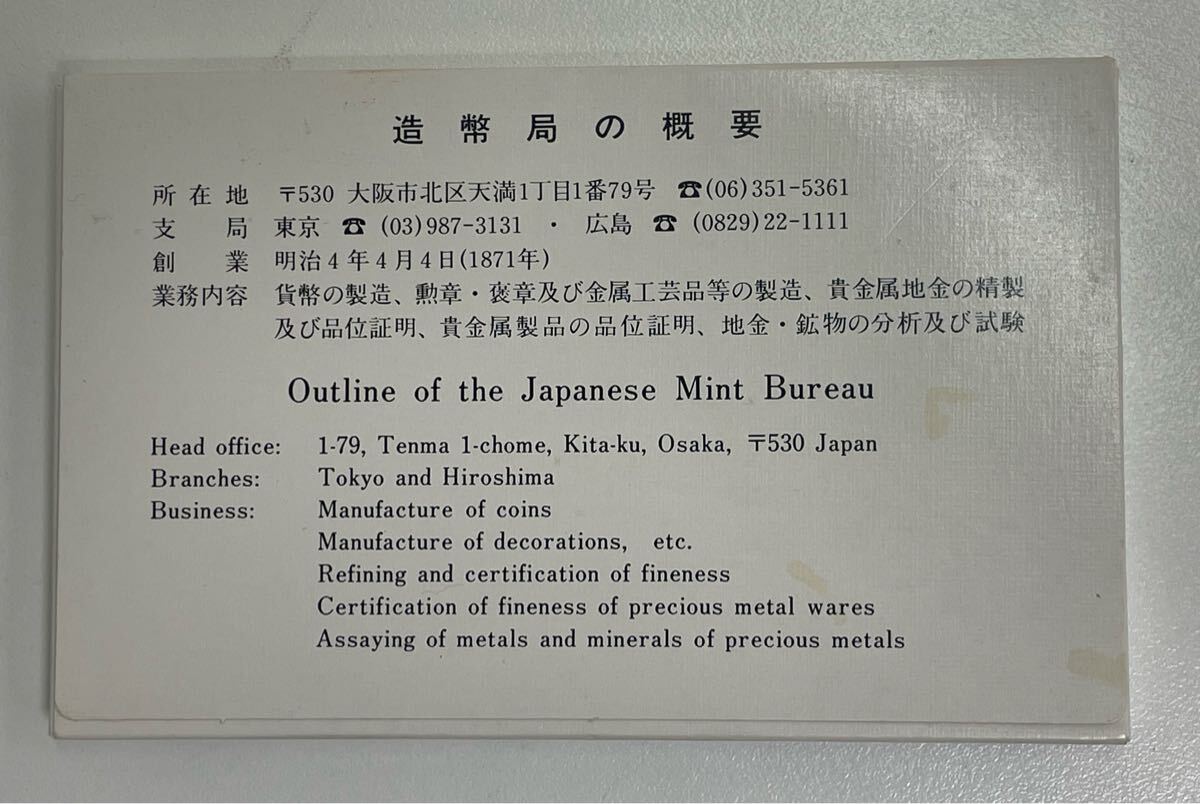 造幣局の概要
所在地 〒530 大阪市北区天満1丁目1番79号 ☎(06)351-5361
支局 東京 ☎ (03)987-3131 ・ 広島 ☎ (0829)22-1111
創業 明治4年4月4日(1871年)
業務内容 貨幣の製造、勲章・褒章及び金属工芸品等の製造、貴金属地金の精製
及び品位証明、貴金属製品の品位証明、地金・鉱物の分析及び試験
Outline of the Japanese Mint Bureau
Head office: 1-79, Tenma 1-chome, Kita-ku, Osaka, 〒530 Japan
Branches: Tokyo and Hiroshima
Business: Manufacture of coins
Manufacture of decorations, etc.
Refining and certification of fineness
Certification of fineness of precious metal wares
Assaying of metals and minerals of precious metals